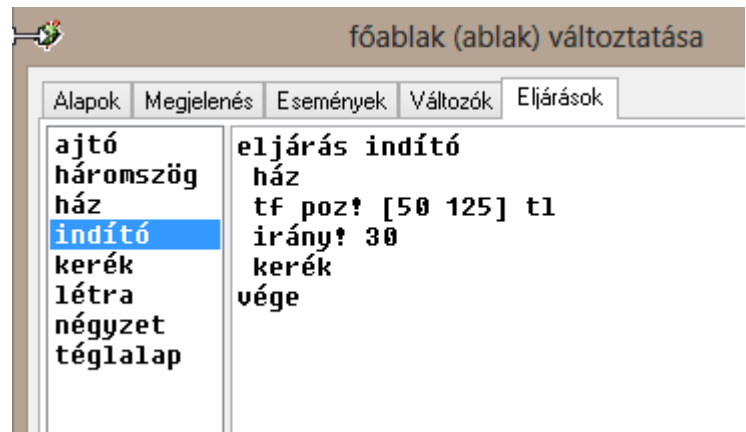 főablak (ablak) változtatása
Alapok Megjelenés Események Változók Eljárások
ajtó
háromszög
ház
indító
kerék
létra
négyzet
téglalap
eljárás indító
ház
tf poz! [50 125] tl
irány! 30
kerék
vége